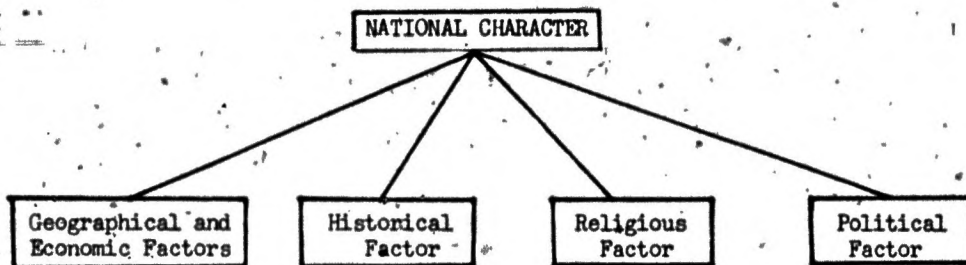 NATIONAL CHARACTER
Geographical and
Economic Factors
Historical
Factor
Religious
Factor
Political
Factor